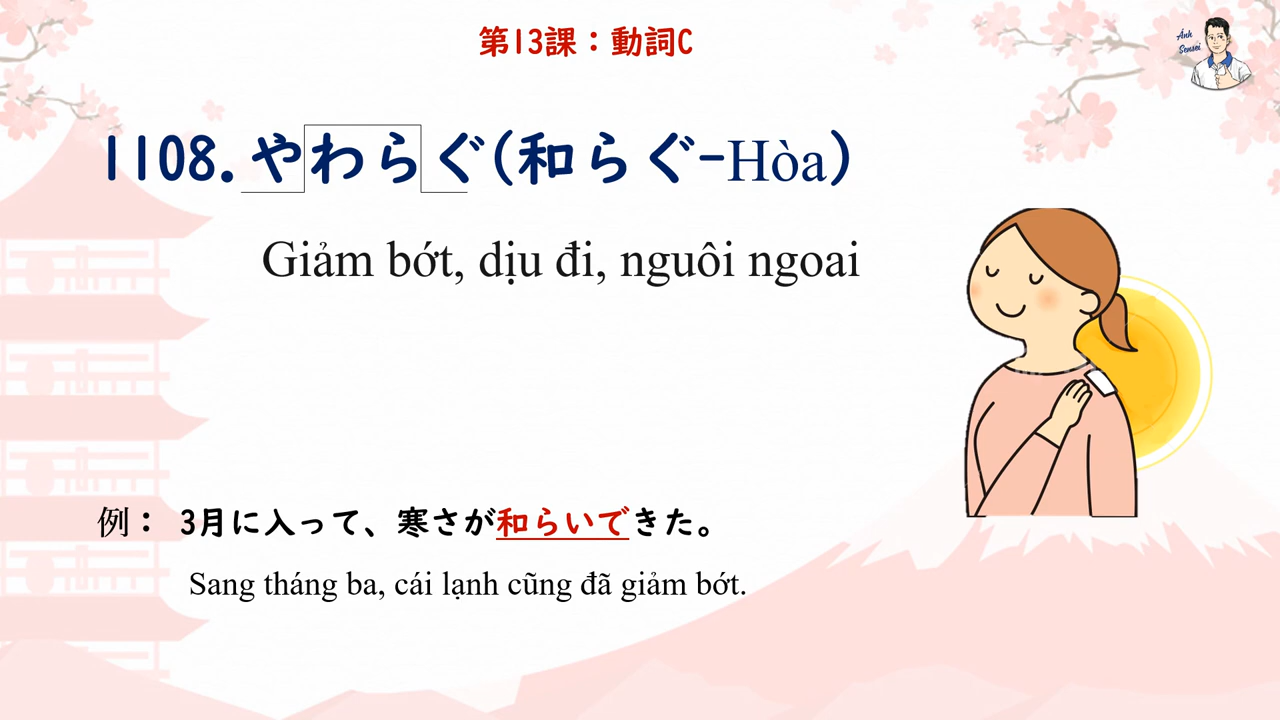 第13課：動詞C
Anh
Sensei
1108.やわらぐ(和らぐ-Hòa)
Giảm bớt, dịu đi, nguôi ngoai
例： 3月に入って、寒さが和らいできた。
Sang tháng ba, cái lạnh cũng đã giảm bớt.